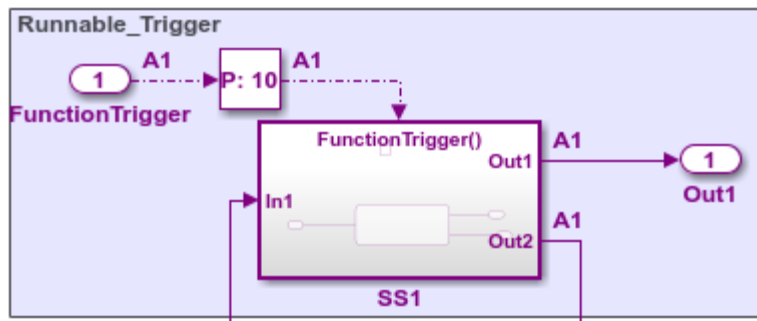 Runnable_Trigger
A1
A1
1
P: 10
FunctionTrigger
FunctionTrigger()
Out1
A1
1
Out1
In1
Out2
A1
SS1